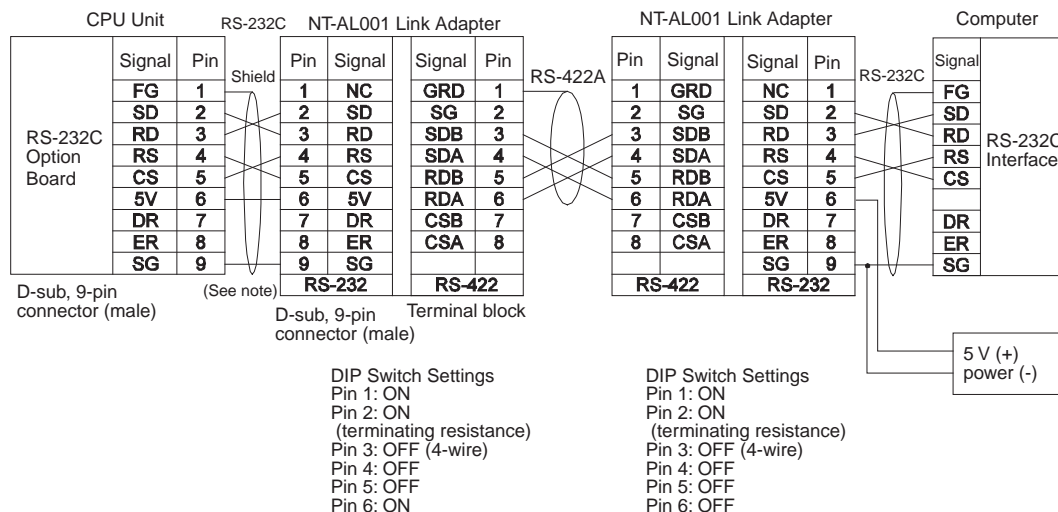 CPU Unit
RS-232C
NT-AL001 Link Adapter
NT-AL001 Link Adapter
Computer
Signal Pin
Pin Signal
Signal Pin
Pin Signal
Signal Pin
Signal
Shield
RS-422A
RS-232C
RS-232C
Option
Board
FG 1
SD 2
RD 3
RS 4
CS 5
5V 6
DR 7
ER 8
SG 9
1 NC
2 SD
3 RD
4 RS
5 CS
6 5V
7 DR
8 ER
9 SG
RS-232
GRD 1
SG 2
SDB 3
SDA 4
RDB 5
RDA 6
CSB 7
CSA 8
RS-422
1 GRD
2 SG
3 SDB
4 SDA
5 RDB
6 RDA
7 CSB
8 CSA
RS-422
NC 1
SD 2
RD 3
RS 4
CS 5
5V 6
DR 7
ER 8
SG 9
RS-232
FG
SD
RD
RS
CS
DR
ER
SG
RS-232C
Interface
D-sub, 9-pin
connector (male)
(See note)
D-sub, 9-pin
connector (male)
Terminal block
5 V (+)
power (-)
DIP Switch Settings
Pin 1: ON
Pin 2: ON
(terminating resistance)
Pin 3: OFF (4-wire)
Pin 4: OFF
Pin 5: OFF
Pin 6: ON
DIP Switch Settings
Pin 1: ON
Pin 2: ON
(terminating resistance)
Pin 3: OFF (4-wire)
Pin 4: OFF
Pin 5: OFF
Pin 6: OFF